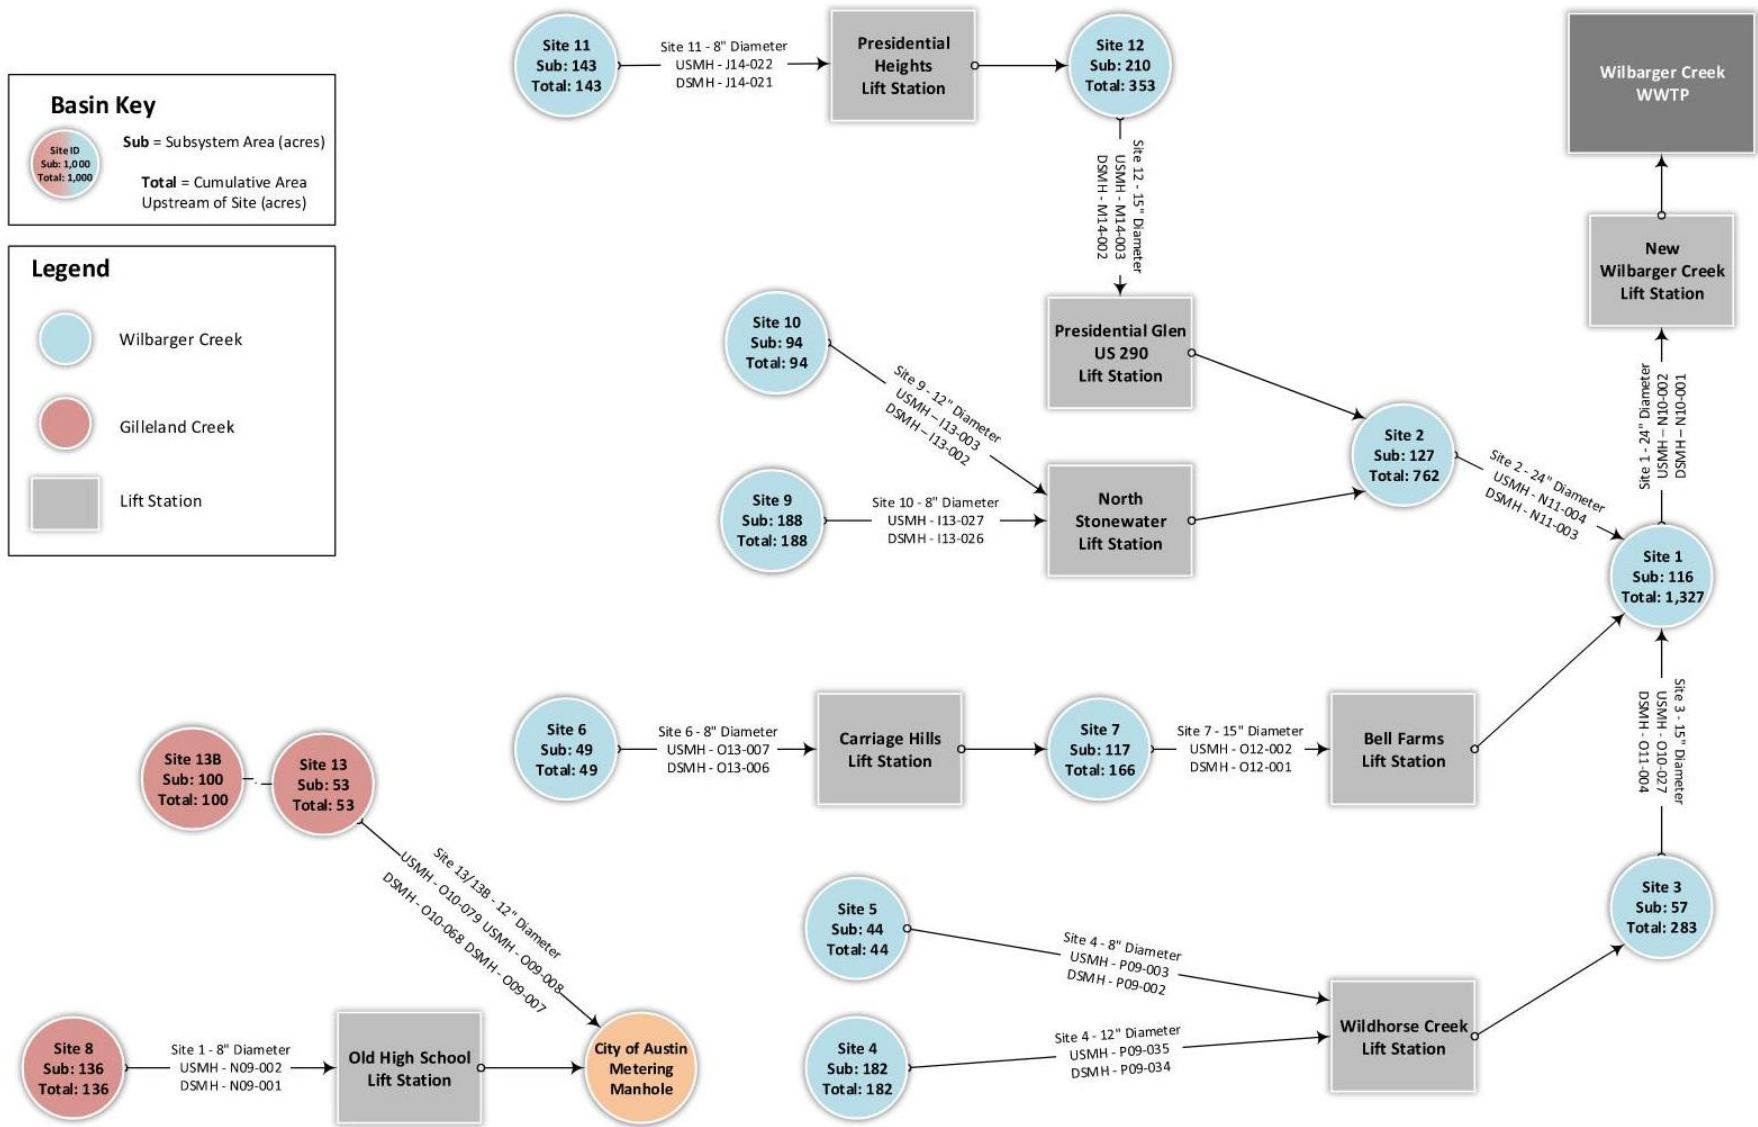 Basin Key
Site ID
Sub: 1,000
Total: 1,000
Sub = Subsystem Area (acres)
Total = Cumulative Area
Upstream of Site (acres)
Legend
Wilbarger Creek
Gilleland Creek
Lift Station
Site 11
Sub: 143
Total: 143
Site 11 - 8" Diameter
USMH - J14-022
DSMH - J14-021
Presidential
Heights
Lift Station
Site 12
Sub: 210
Total: 353
Site 12 - 15" Diameter
USMH - M14-003
DSMH - M14-002
Presidential Glen
US 290
Lift Station
Site 10
Sub: 94
Total: 94
Site 9 - 12" Diameter
USMH – I13-003
DSMH – I13-002
Site 9
Sub: 188
Total: 188
Site 10 - 8" Diameter
USMH - I13-027
DSMH - I13-026
North
Stonewater
Lift Station
Site 2
Sub: 127
Total: 762
Site 2 - 24" Diameter
USMH - N11-004
DSMH - N11-003
Wilbarger Creek
WWTP
New
Wilbarger Creek
Lift Station
Site 1 - 24" Diameter
USMH – N10-002
DSMH – N10-001
Site 1
Sub: 116
Total: 1,327
Site 6
Sub: 49
Total: 49
Site 6 - 8" Diameter
USMH - O13-007
DSMH - O13-006
Carriage Hills
Lift Station
Site 7
Sub: 117
Total: 166
Site 7 - 15" Diameter
USMH - O12-002
DSMH - O12-001
Bell Farms
Lift Station
Site 3 - 15" Diameter
USMH - O10-027
DSMH - O11-004
Site 3
Sub: 57
Total: 283
Site 13B
Sub: 100
Total: 100
Site 13
Sub: 53
Total: 53
Site 13/13B - 12" Diameter
USMH - O10-079 USMH - O09-008
DSMH - O10-068 DSMH - O09-007
Site 5
Sub: 44
Total: 44
Site 4 - 8" Diameter
USMH - P09-003
DSMH - P09-002
Site 4
Sub: 182
Total: 182
Site 4 - 12" Diameter
USMH - P09-035
DSMH - P09-034
Wildhorse Creek
Lift Station
Site 8
Sub: 136
Total: 136
Site 1 - 8" Diameter
USMH - N09-002
DSMH - N09-001
Old High School
Lift Station
City of Austin
Metering
Manhole